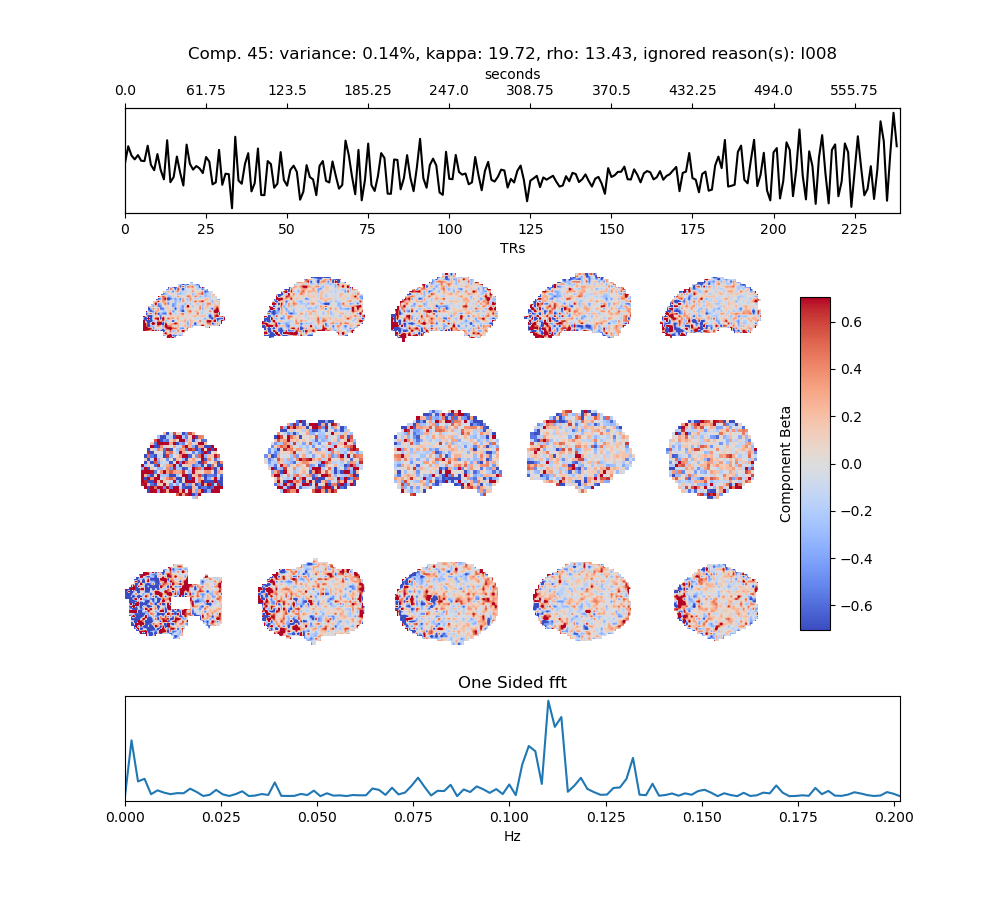 Comp. 45: variance: 0.14%, kappa: 19.72, rho: 13.43, ignored reason(s): I008
seconds
0.0 61.75 123.5 185.25 247.0 308.75 370.5 432.25 494.0 555.75
0 25 50 75 100 125 150 175 200 225
TRs
Component Beta
0.6
0.4
0.2
0.0
−0.2
−0.4
−0.6
One Sided fft
0.000 0.025 0.050 0.075 0.100 0.125 0.150 0.175 0.200
Hz